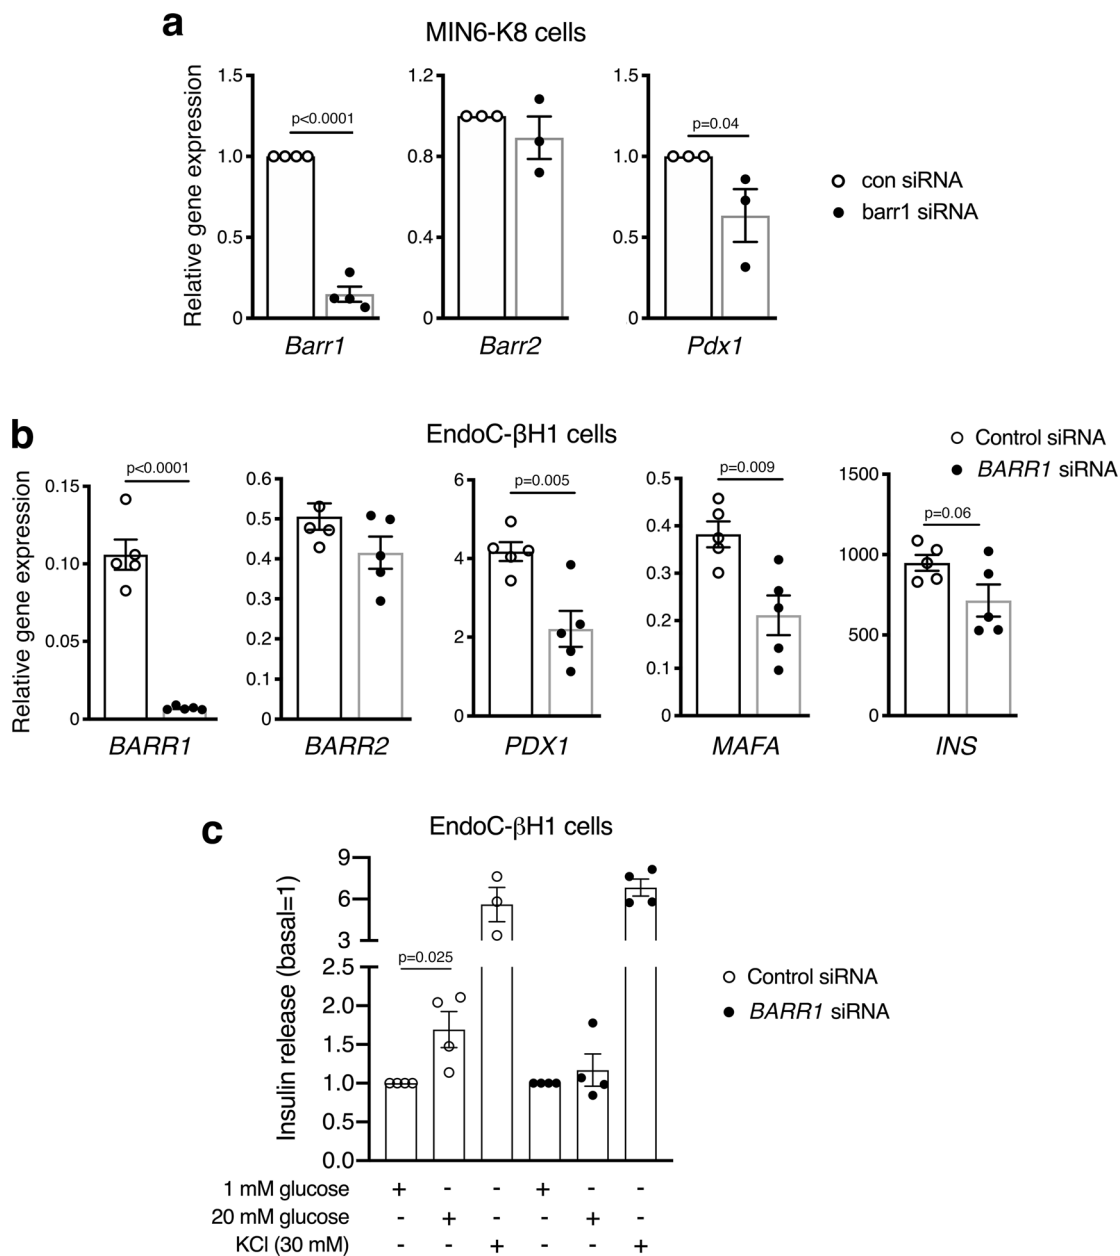 a
MIN6-K8 cells
Relative gene expression
1.5
1.0
0.5
0
p<0.0001
Barr1
1.2
0.8
0.4
0
Barr2
1.5
1.0
0.5
0
p=0.04
Pdx1
con siRNA
barr1 siRNA
b
EndoC-βH1 cells
Control siRNA
BARR1 siRNA
Relative gene expression
0.15
0.10
0.05
0
p<0.0001
BARR1
0.6
0.5
0.4
0.3
0.2
0.1
0
BARR2
6
4
2
0
p=0.005
PDX1
0.5
0.4
0.3
0.2
0.1
0
p=0.009
MAFA
1500
1000
500
0
p=0.06
INS
c
EndoC-βH1 cells
Insulin release (basal=1)
9
6
3
2.5
2.0
1.5
1.0
0.5
0.0
p=0.025
Control siRNA
BARR1 siRNA
1 mM glucose + - - + - -
20 mM glucose - + - - + -
KCl (30 mM) - - + - - +